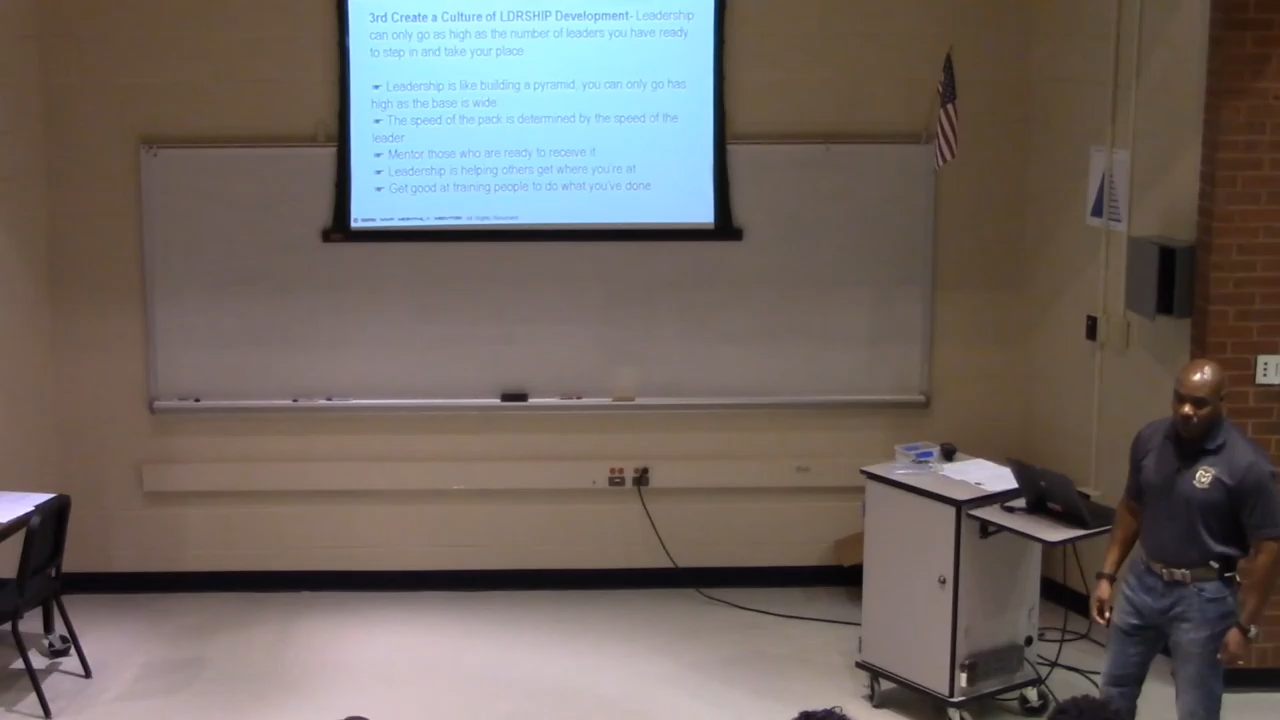 3rd Create a Culture of LDRSHIP Development- Leadership
can only go as high as the number of leaders you have ready
to step in and take your place
☛ Leadership is like building a pyramid, you can only go has
high as the base is wide
☛ The speed of the pack is determined by the speed of the
leader
☛ Mentor those who are ready to receive it
☛ Leadership is helping others get where you're at
☛ Get good at training people to do what you've done
All Rights Reserved